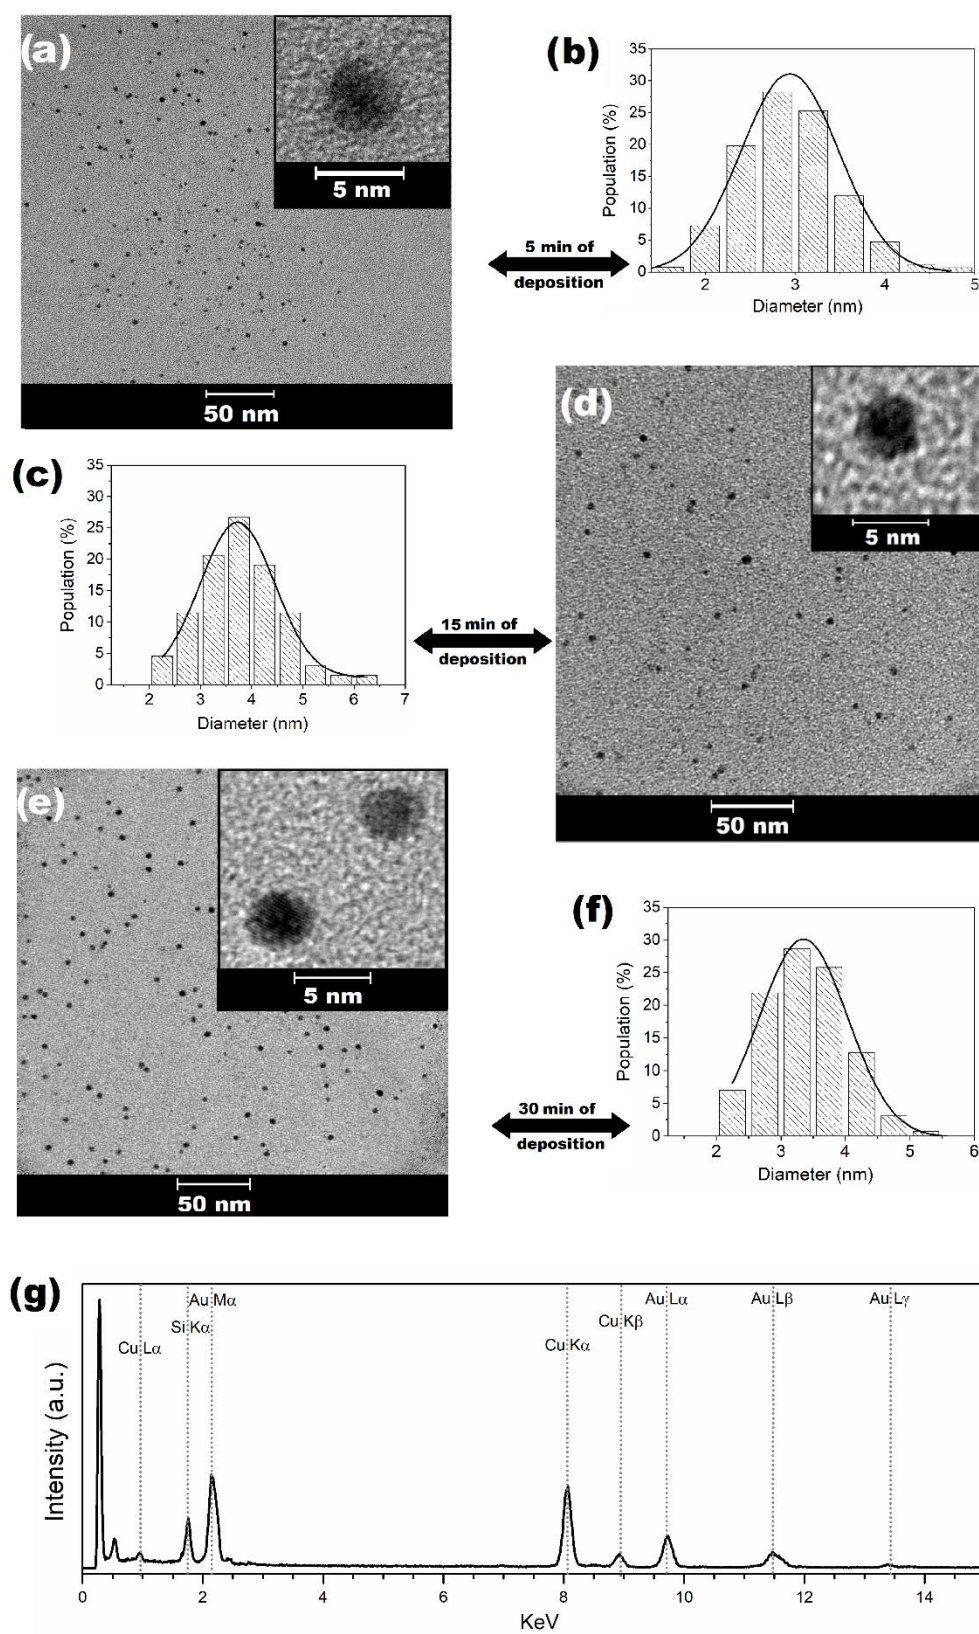 (a)
5 nm
50 nm
(b)
Population (%)
35
30
25
20
15
10
5
0
2 3 4 5
Diameter (nm)
5 min of
deposition
(c)
Population (%)
35
30
25
20
15
10
5
0
2 3 4 5 6 7
Diameter (nm)
15 min of
deposition
(d)
5 nm
50 nm
(e)
5 nm
50 nm
30 min of
deposition
(f)
Population (%)
35
30
25
20
15
10
5
0
2 3 4 5 6
Diameter (nm)
(g)
Intensity (a.u.)
Cu Lα
Si Kα
Au Mα
Cu Kα
Cu Kβ
Au Lα
Au Lβ
Au Lγ
0 2 4 6 8 10 12 14
KeV